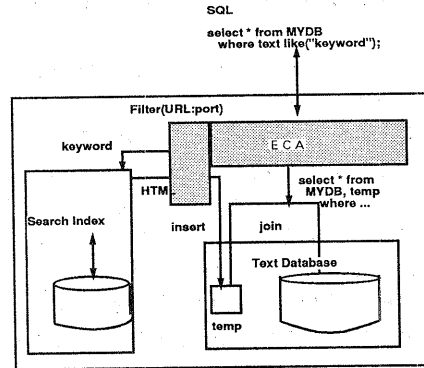 SQL
select * from MYDB
where text like("keyword");
Filter(URL:port)
keyword
E C A
HTM
select * from
MYDB, temp
where ...
Search Index
insert
join
Text Database
temp